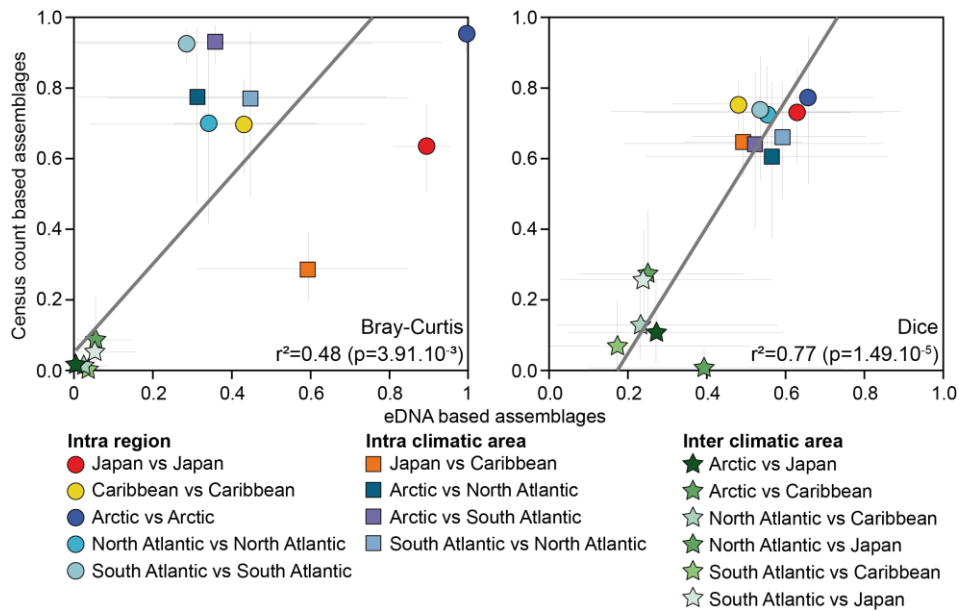 Census count based assemblages
1.0
0.8
0.6
0.4
0.2
0.0
0
0.2
0.4
0.6
0.8
1
Bray-Curtis
r²=0.48 (p=3.91.10⁻³)
1.0
0.8
0.6
0.4
0.2
0.0
0.0
0.2
0.4
0.6
0.8
1.0
Dice
r²=0.77 (p=1.49.10⁻⁵)
eDNA based assemblages
Intra region
Japan vs Japan
Caribbean vs Caribbean
Arctic vs Arctic
North Atlantic vs North Atlantic
South Atlantic vs South Atlantic
Intra climatic area
Japan vs Caribbean
Arctic vs North Atlantic
Arctic vs South Atlantic
South Atlantic vs North Atlantic
Inter climatic area
Arctic vs Japan
Arctic vs Caribbean
North Atlantic vs Caribbean
North Atlantic vs Japan
South Atlantic vs Caribbean
South Atlantic vs Japan